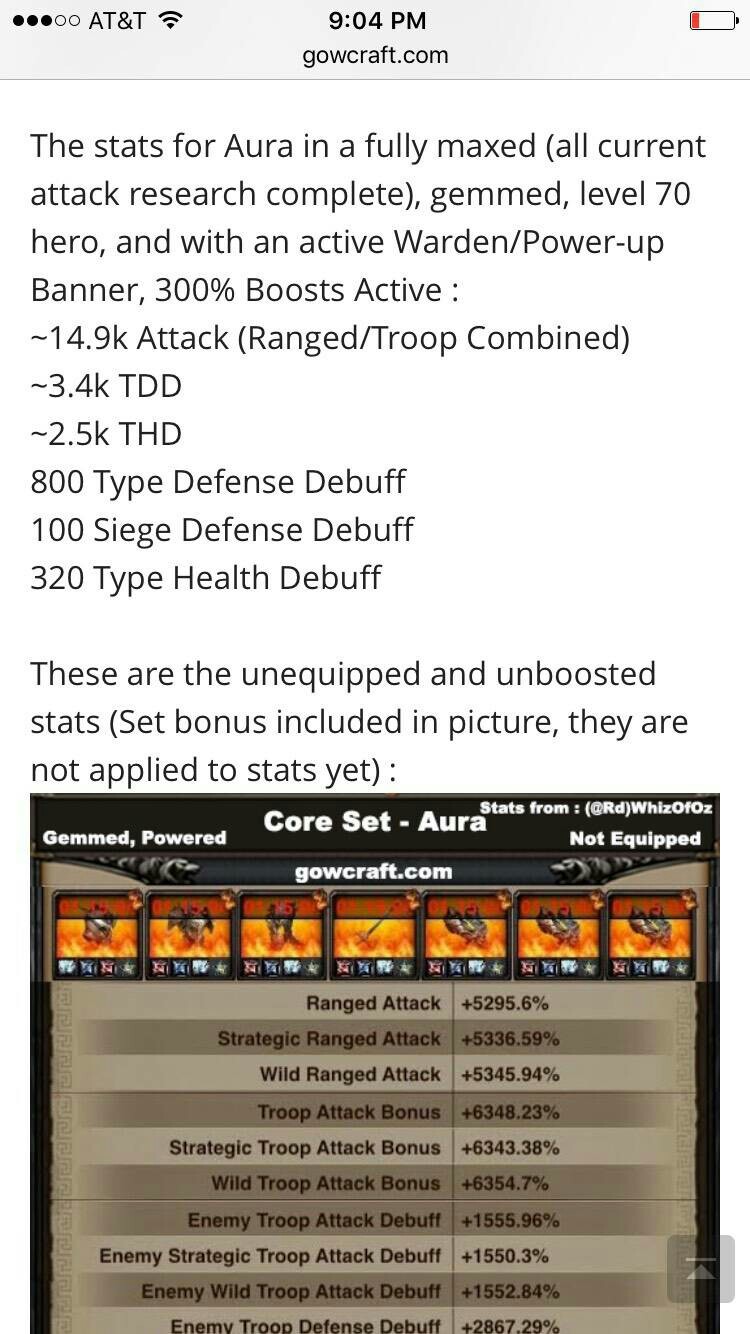 AT&T 9:04 PM
gowcraft.com
The stats for Aura in a fully maxed (all current
attack research complete), gemmed, level 70
hero, and with an active Warden/Power-up
Banner, 300% Boosts Active :
~14.9k Attack (Ranged/Troop Combined)
~3.4k TDD
~2.5k THD
800 Type Defense Debuff
100 Siege Defense Debuff
320 Type Health Debuff
These are the unequipped and unboosted
stats (Set bonus included in picture, they are
not applied to stats yet) :
Stats from : (@Rd)WhizOfOz
Core Set - Aura
Gemmed, Powered Not Equipped
gowcraft.com
Ranged Attack +5295.6%
Strategic Ranged Attack +5336.59%
Wild Ranged Attack +5345.94%
Troop Attack Bonus +6348.23%
Strategic Troop Attack Bonus +6343.38%
Wild Troop Attack Bonus +6354.7%
Enemy Troop Attack Debuff +1555.96%
Enemy Strategic Troop Attack Debuff +1550.3%
Enemy Wild Troop Attack Debuff +1552.84%
Enemy Troop Defense Debuff +2867.29%